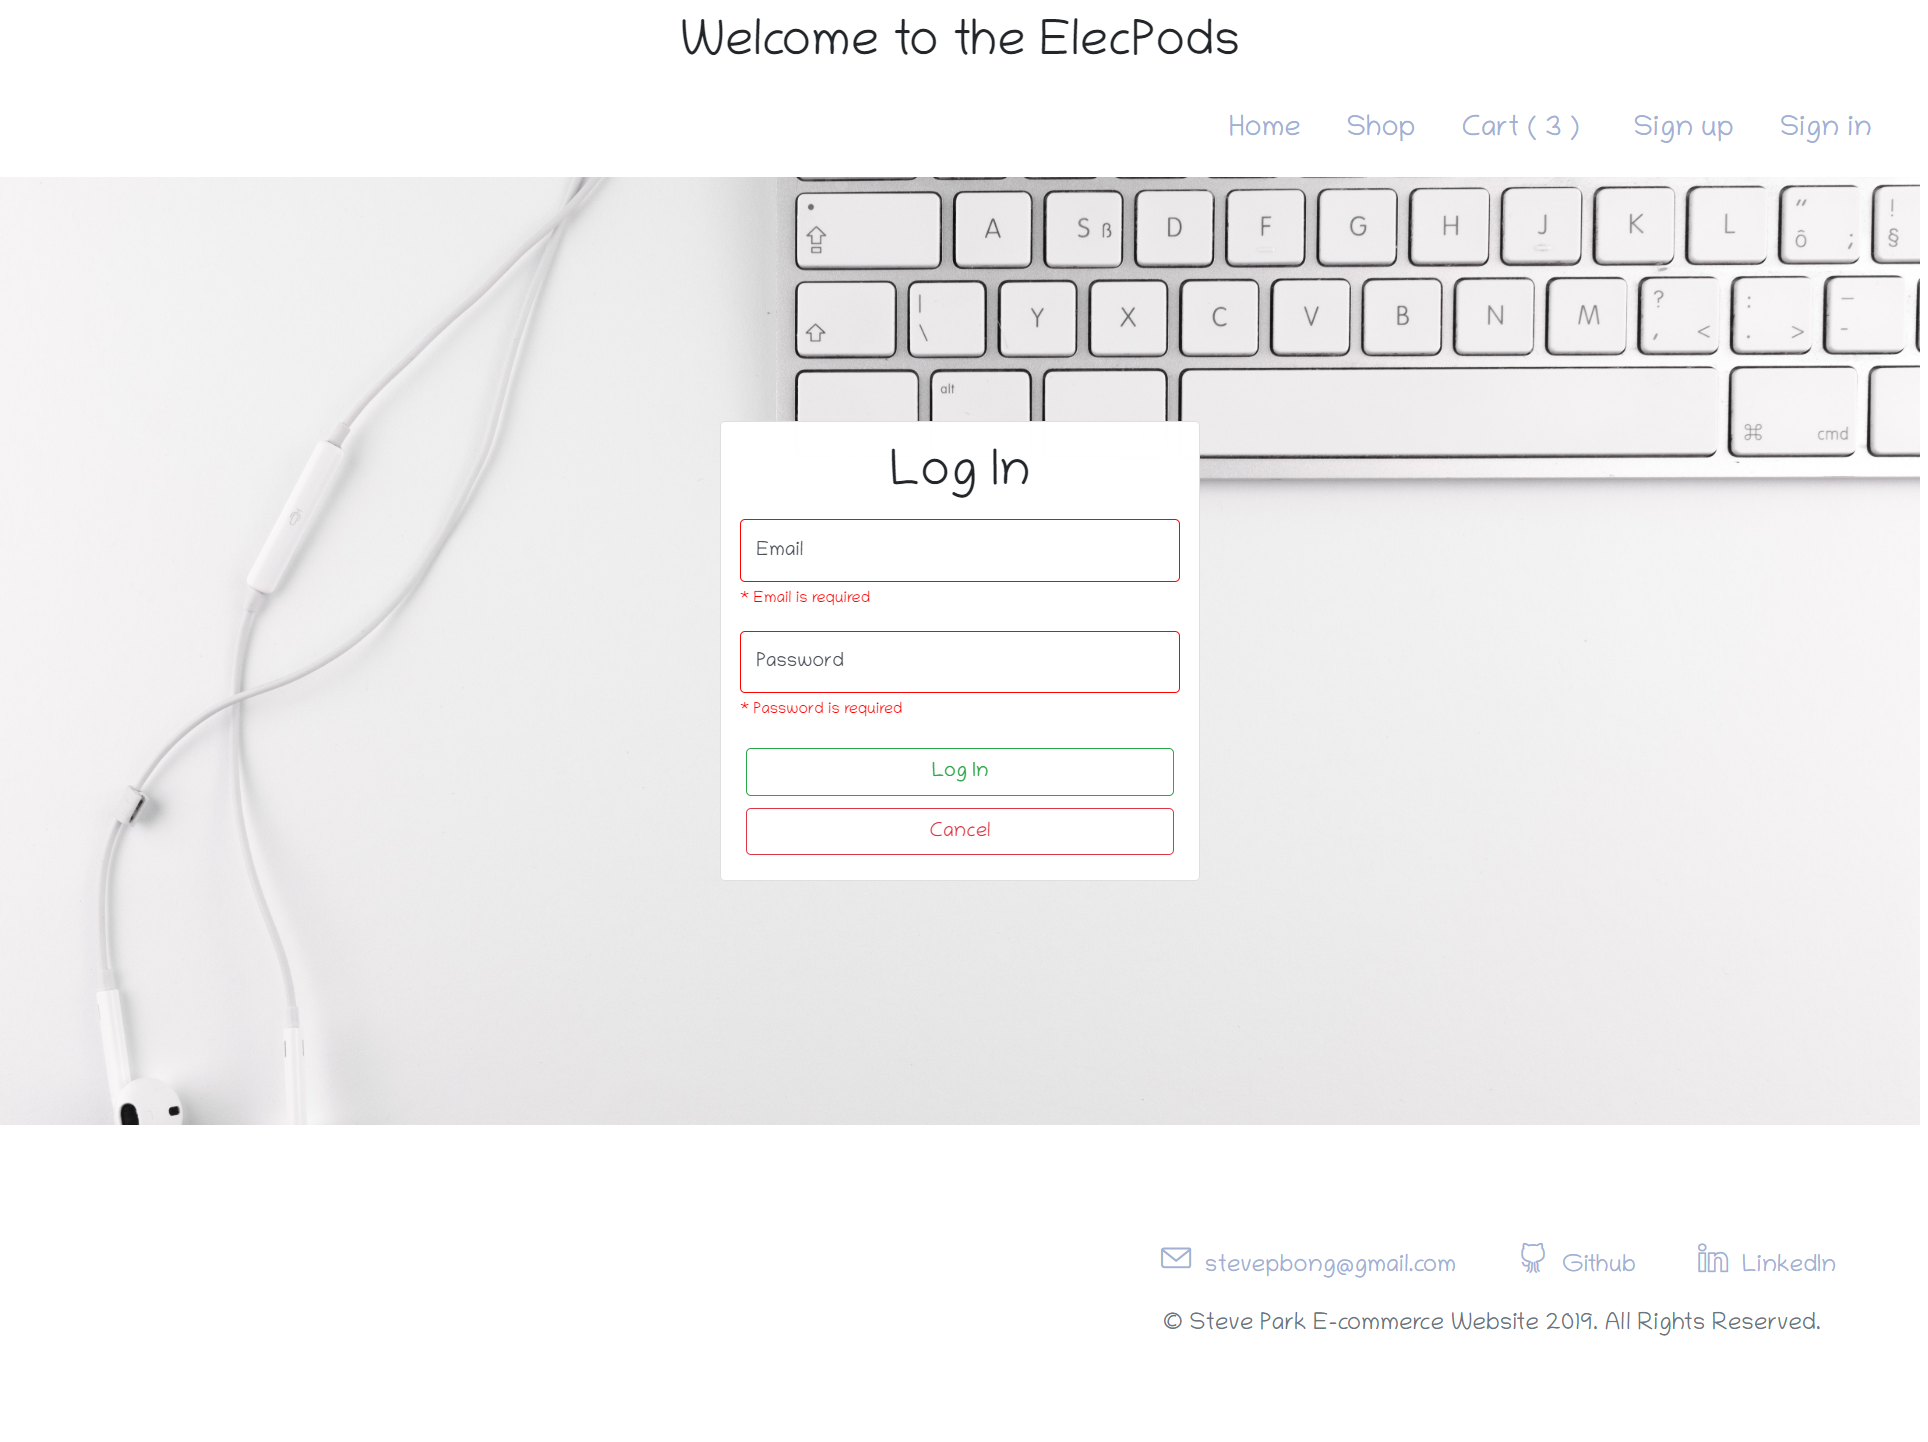 Welcome to the ElecPods
Home Shop Cart ( 3 ) Sign up Sign in
A S ß D F G H J K L “ ô ; ! §
| \ Y X C V B N M ? , < : . > – -
alt
⌘ cmd
Log In
Email
* Email is required
Password
* Password is required
Log In
Cancel
stevepbong@gmail.com Github LinkedIn
© Steve Park E-commerce Website 2019. All Rights Reserved.